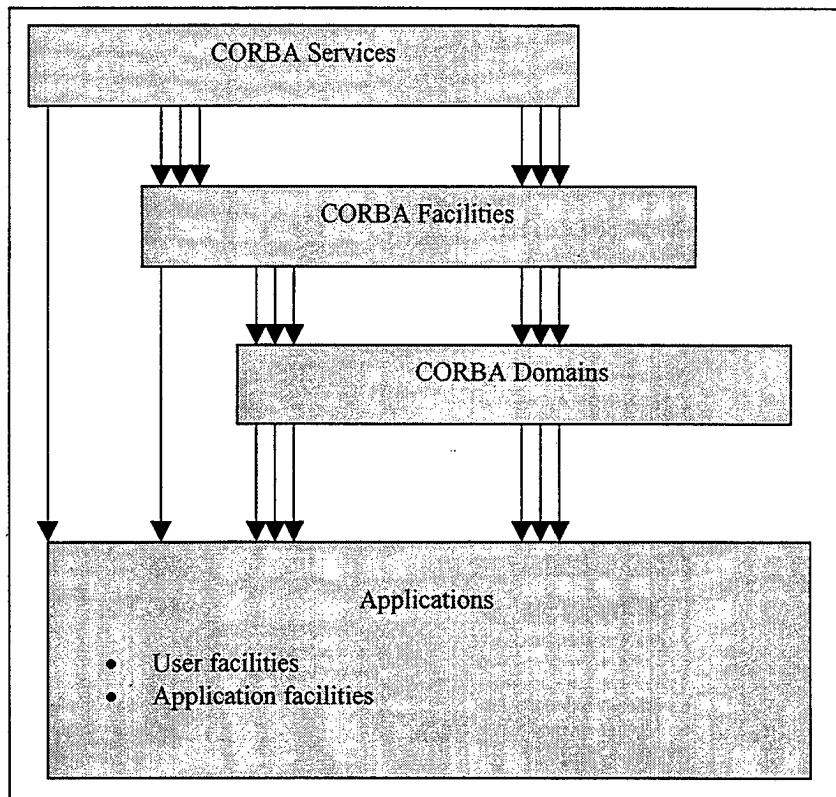 CORBA Services
CORBA Facilities
CORBA Domains
Applications
• User facilities
• Application facilities